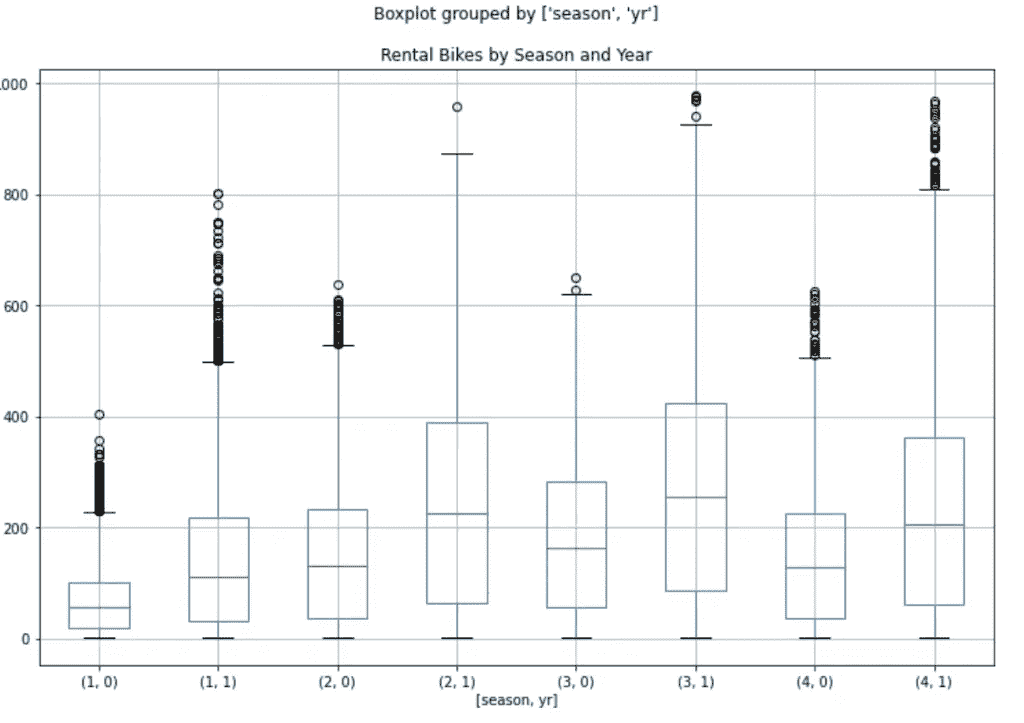 Boxplot grouped by ['season', 'yr']
Rental Bikes by Season and Year
000
800
600
400
200
0
(1, 0) (1, 1) (2, 0) (2, 1) (3, 0) (3, 1) (4, 0) (4, 1)
[season, yr]